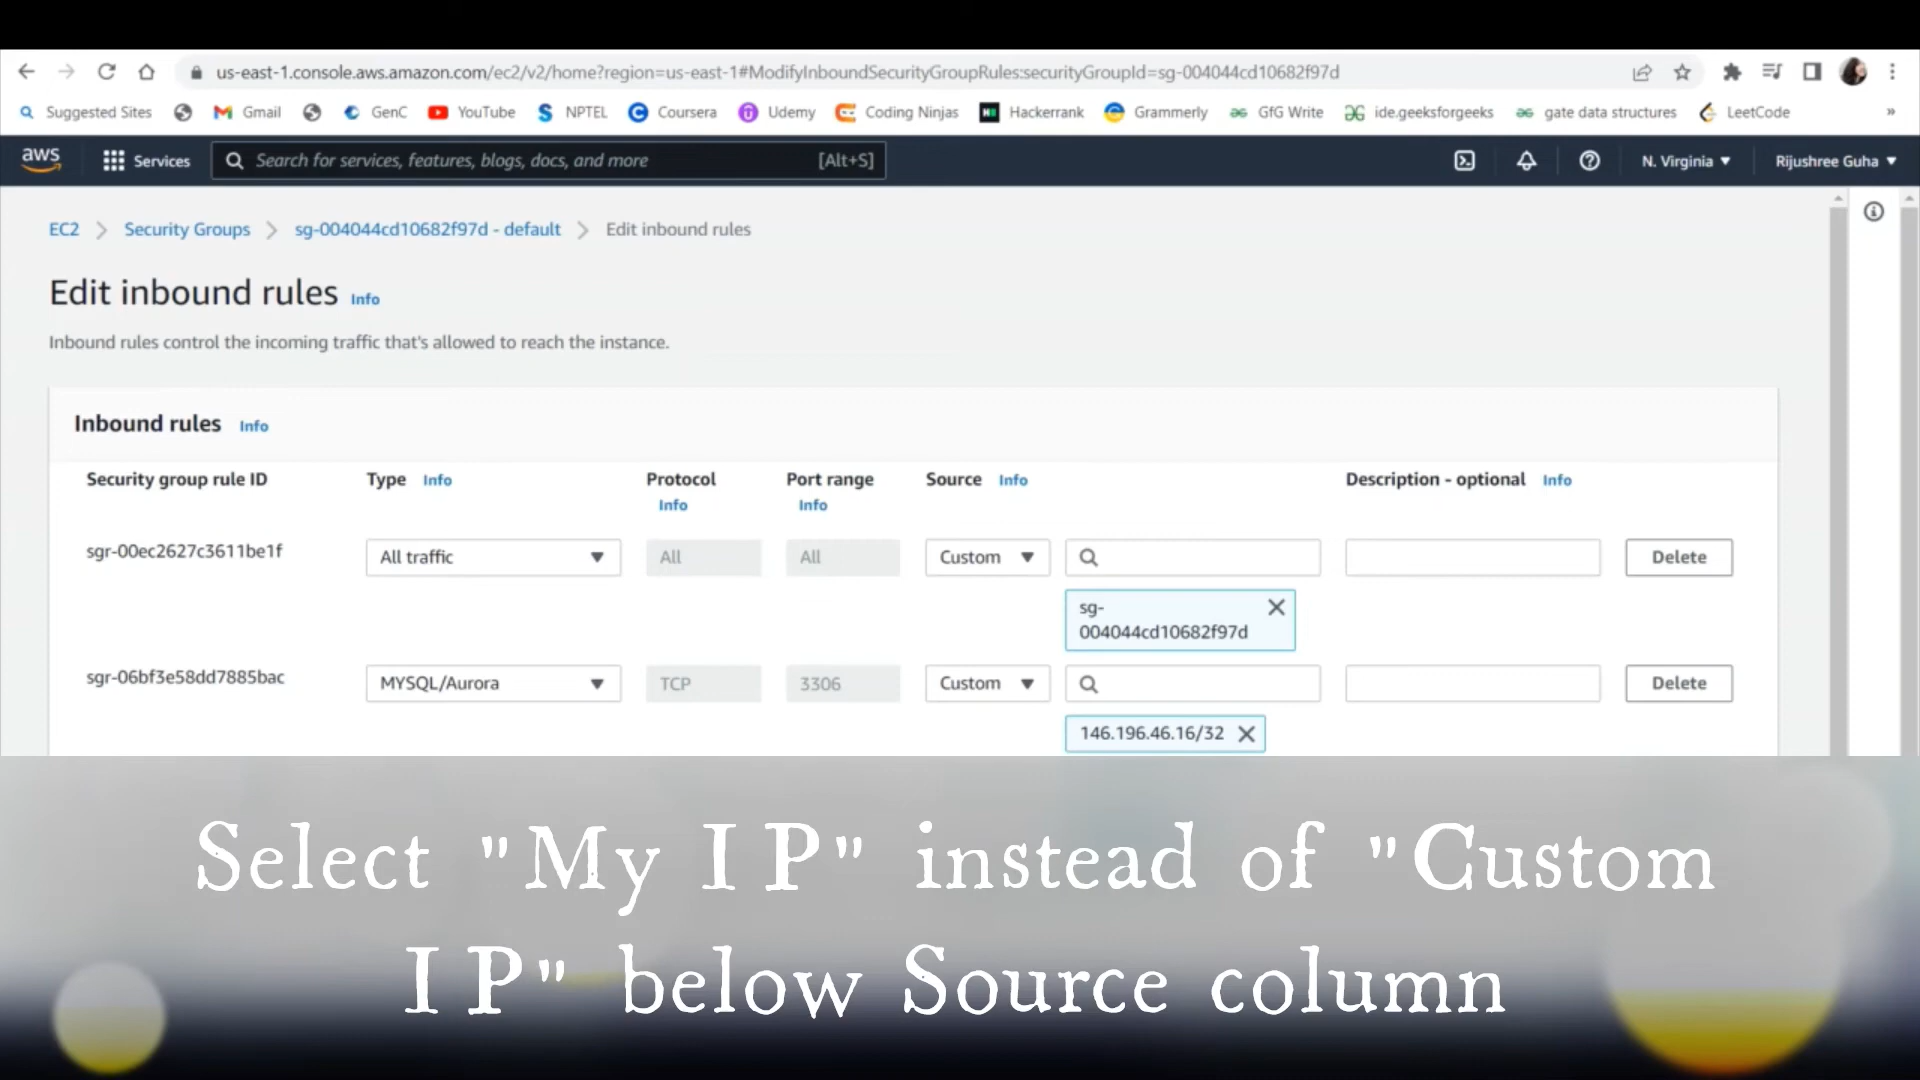 us-east-1.console.aws.amazon.com/ec2/v2/home?region=us-east-1#ModifyInboundSecurityGroupRules:securityGroupId=sg-004044cd10682f97d
Suggested Sites Gmail GenC YouTube NPTEL Coursera Udemy Coding Ninjas Hackerrank Grammerly GfG Write ide.geeksforgeeks gate data structures LeetCode »
aws Services Search for services, features, blogs, docs, and more [Alt+S] N. Virginia Rijushree Guha
EC2 Security Groups sg-004044cd10682f97d - default Edit inbound rules
Edit inbound rules Info
Inbound rules control the incoming traffic that's allowed to reach the instance.
Inbound rules Info
Security group rule ID Type Info Protocol Port range Source Info Description - optional Info
Info Info
sgr-00ec2627c3611be1f All traffic All All Custom Delete
sg-
004044cd10682f97d
sgr-06bf3e58dd7885bac MYSQL/Aurora TCP 3306 Custom Delete
146.196.46.16/32
Select "My IP" instead of "Custom
IP" below Source column